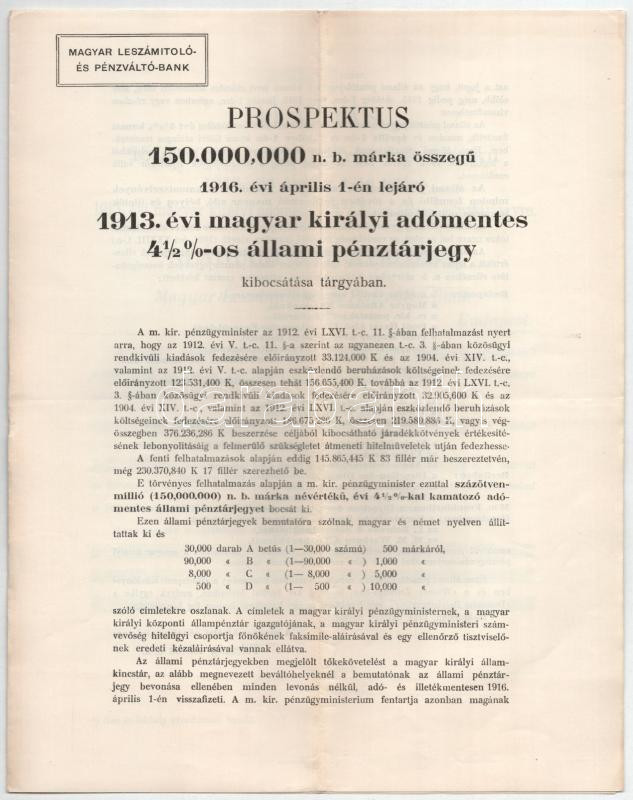 MAGYAR LESZÁMITOLÓ-
ÉS PÉNZVÁLTÓ-BANK
PROSPEKTUS
150.000,000 n. b. márka összegű
1916. évi április 1-én lejáró
1913. évi magyar királyi adómentes
4½%-os állami pénztárjegy
kibocsátása tárgyában.
A m. kir. pénzügyminister az 1912. évi LXVI. t.-c. 11. §-ában felhatalmazást nyert
arra, hogy az 1912. évi V. t.-c. 11. §-a szerint az ugyanezen t.-c. 3. §-ában közösügyi
rendkivüli kiadások fedezésére előirányzott 33.124,000 K és az 1904. évi XIV. t.-c.,
valamint az 1912. évi V. t.-c. alapján eszközlendő beruházások költségeinek fedezésére
előirányzott 123.531,400 K, összesen tehát 156.655,400 K, továbbá az 1912. évi LXVI. t.-c.
3. §-ában közösügyi rendkivüli kiadások fedezésére előirányzott 32.905,600 K és az
1904. évi XIV. t.-c., valamint az 1912. évi LXVI. t.-c. alapján eszközlendő beruházások
költségeinek fedezésére előirányzott K, összesen 219.580,886 K, vagyis vég-
összegben 376.236,286 K beszerzése céljából kibocsátható járadékkötvények értékesité-
sének lebonyolitásáig a felmerülő szükségletet átmeneti hitelműveletek utján fedezhesse.
A fenti felhatalmazások alapján eddig 145.865,445 K 83 fillér már beszereztetvén,
még 230.370,840 K 17 fillér szerezhető be.
E törvényes felhatalmazás alapján a m. kir. pénzügyminister ezuttal százötven-
millió (150,000.000) n. b. márka névértékű, évi 4½%-kal kamatozó adó-
mentes állami pénztárjegyet bocsát ki.
Ezen állami pénztárjegyek bemutatóra szólnak, magyar és német nyelven állit-
tattak ki és
30,000 darab A betűs (1—30,000 számú) 500 márkáról,
90,000 « B « (1—90,000 « ) 1,000 «
8,000 « C « (1— 8,000 « ) 5,000 «
500 « D « (1— 500 « ) 10,000 «
szóló cimletekre oszlanak. A cimletek a magyar királyi pénzügyministernek, a magyar
királyi központi állampénztár igazgatójának, a magyar királyi pénzügyministeri szám-
vevőség hitelügyi csoportja főnökének faksimile-aláirásával és egy ellenőrző tisztviselő-
nek eredeti kézaláirásával vannak ellátva.
Az állami pénztárjegyekben megjelölt tőkekövetelést a magyar királyi állam-
kincstár, az alább megnevezett beváltóhelyeknél a bemutatónak az állami pénztár-
jegy bevonása ellenében minden levonás nélkül, adó- és illetékmentesen 1916.
április 1-én visszafizeti. A m. kir. pénzügyministerium fentartja azonban magának